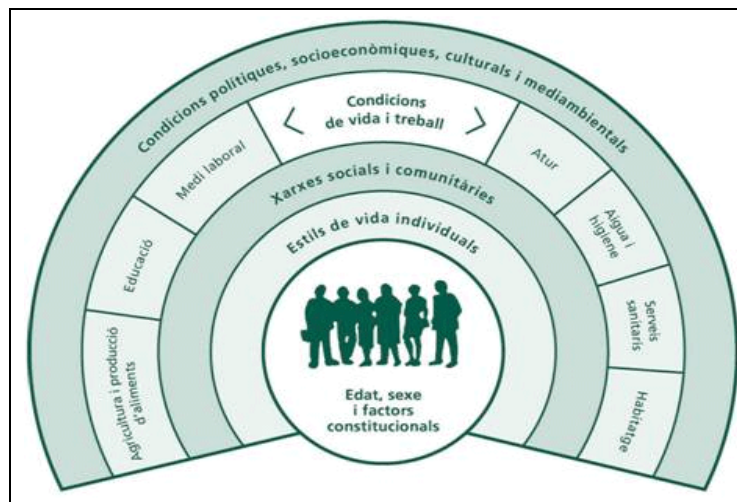 Condicions polítiques, socioeconòmiques, culturals i mediambientals
Condicions
de vida i treball
Medi laboral
Educació
Agricultura i producció
d'aliments
Atur
Aigua i
higiene
Serveis
sanitaris
Habitatge
Xarxes socials i comunitàries
Estils de vida individuals
Edat, sexe
i factors
constitucionals